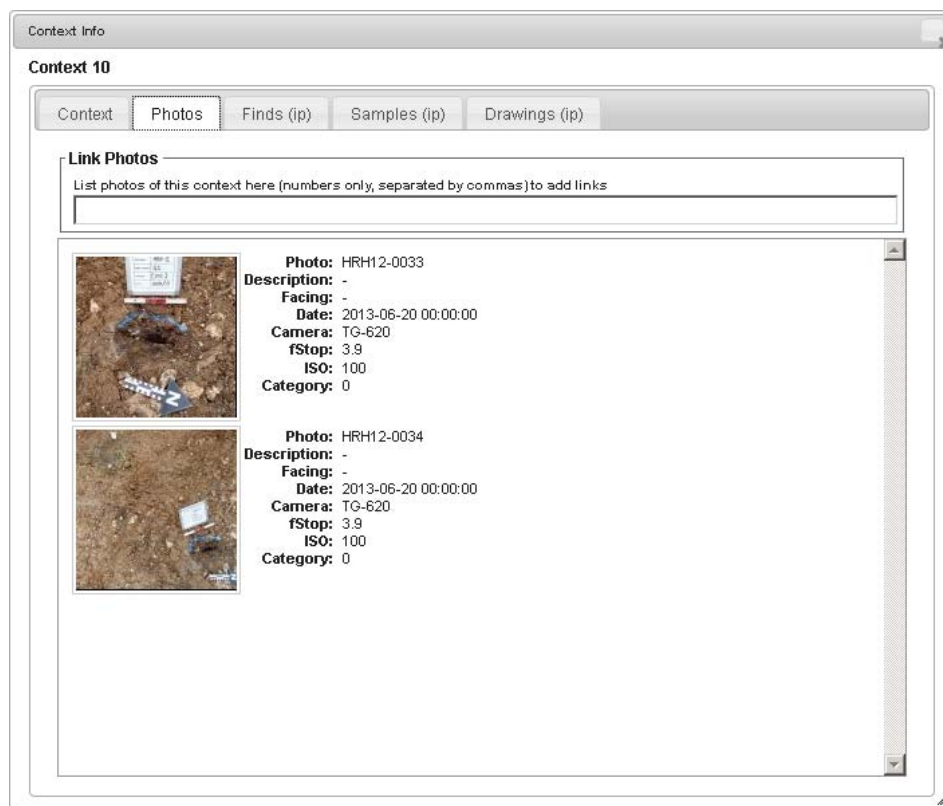 Context Info
Context 10
Context Photos Finds (ip) Samples (ip) Drawings (ip)
Link Photos
List photos of this context here (numbers only, separated by commas) to add links
Photo: HRH12-0033
Description: -
Facing: -
Date: 2013-06-20 00:00:00
Camera: TG-620
fStop: 3.9
ISO: 100
Category: 0
N
Photo: HRH12-0034
Description: -
Facing: -
Date: 2013-06-20 00:00:00
Camera: TG-620
fStop: 3.9
ISO: 100
Category: 0